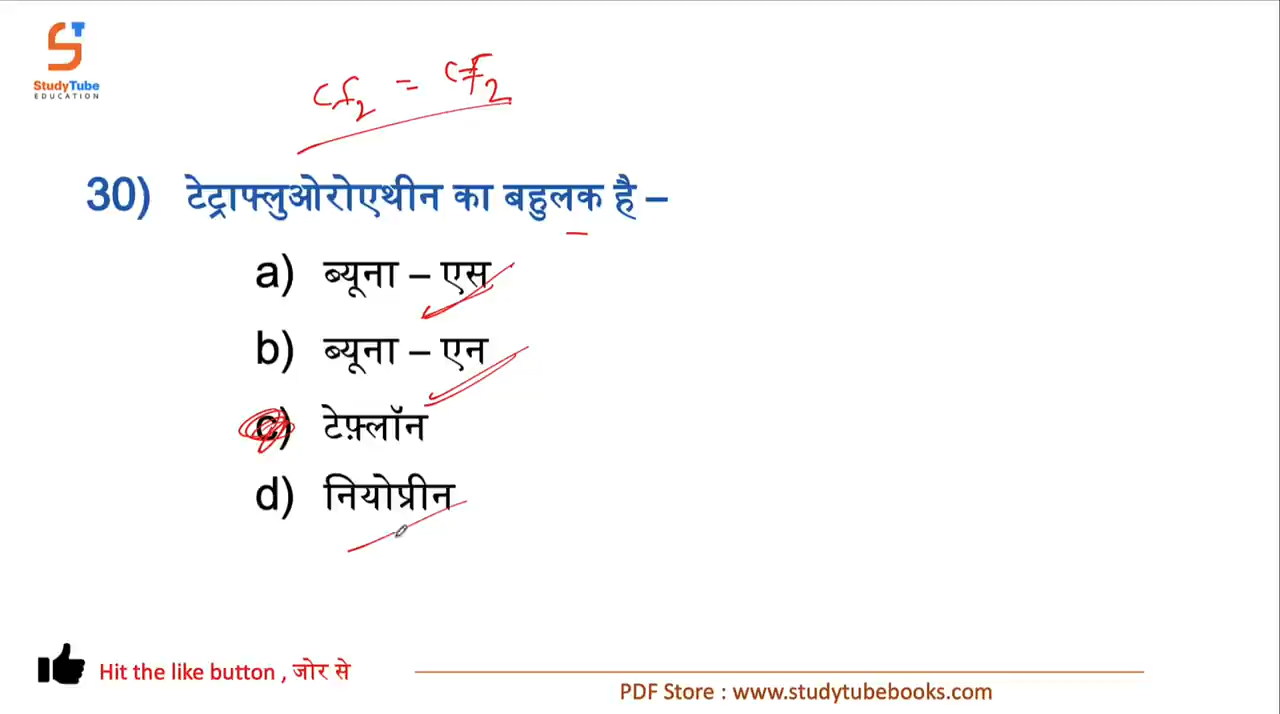 StudyTube
EDUCATION
CF2 = CF2
30) टेट्राफ्लुओरोएथीन का बहुलक है –
a) ब्यूना – एस
b) ब्यूना – एन
c) टेफ़्लॉन
d) नियोप्रीन
Hit the like button , जोर से
PDF Store : www.studytubebooks.com